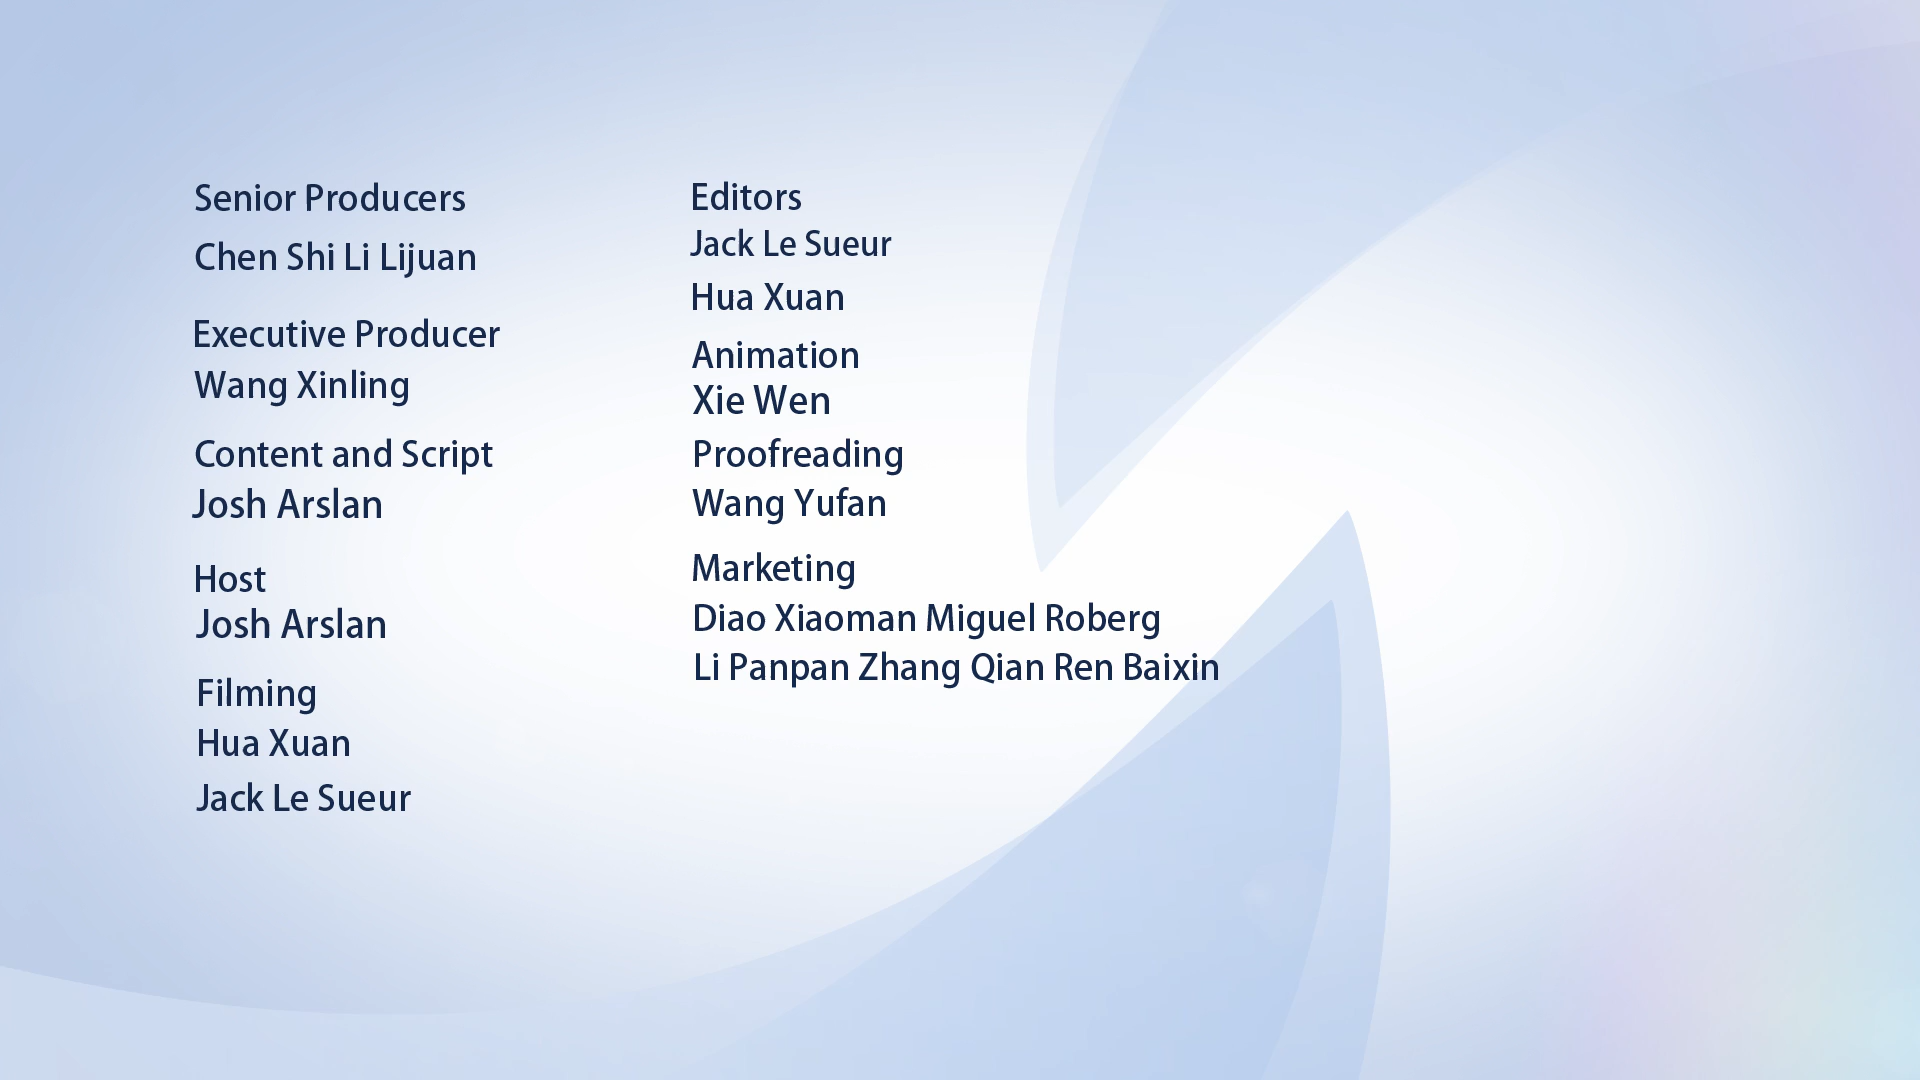 Senior Producers
Chen Shi Li Lijuan
Executive Producer
Wang Xinling
Content and Script
Josh Arslan
Host
Josh Arslan
Filming
Hua Xuan
Jack Le Sueur
Editors
Jack Le Sueur
Hua Xuan
Animation
Xie Wen
Proofreading
Wang Yufan
Marketing
Diao Xiaoman Miguel Roberg
Li Panpan Zhang Qian Ren Baixin